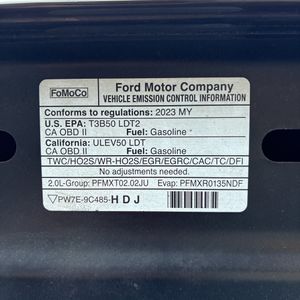 FoMoCo
Ford Motor Company
VEHICLE EMISSION CONTROL INFORMATION
Conforms to regulations: 2023 MY
U.S. EPA: T3B50 LDT2
CA OBD II Fuel: Gasoline
California: ULEV50 LDT
CA OBD II Fuel: Gasoline
TWC/HO2S/WR-HO2S/EGR/EGRC/CAC/TC/DFI
No adjustments needed.
2.0L-Group: PFMXT02.02JU Evap: PFMXR0135NDF
PW7E-9C485-HDJ